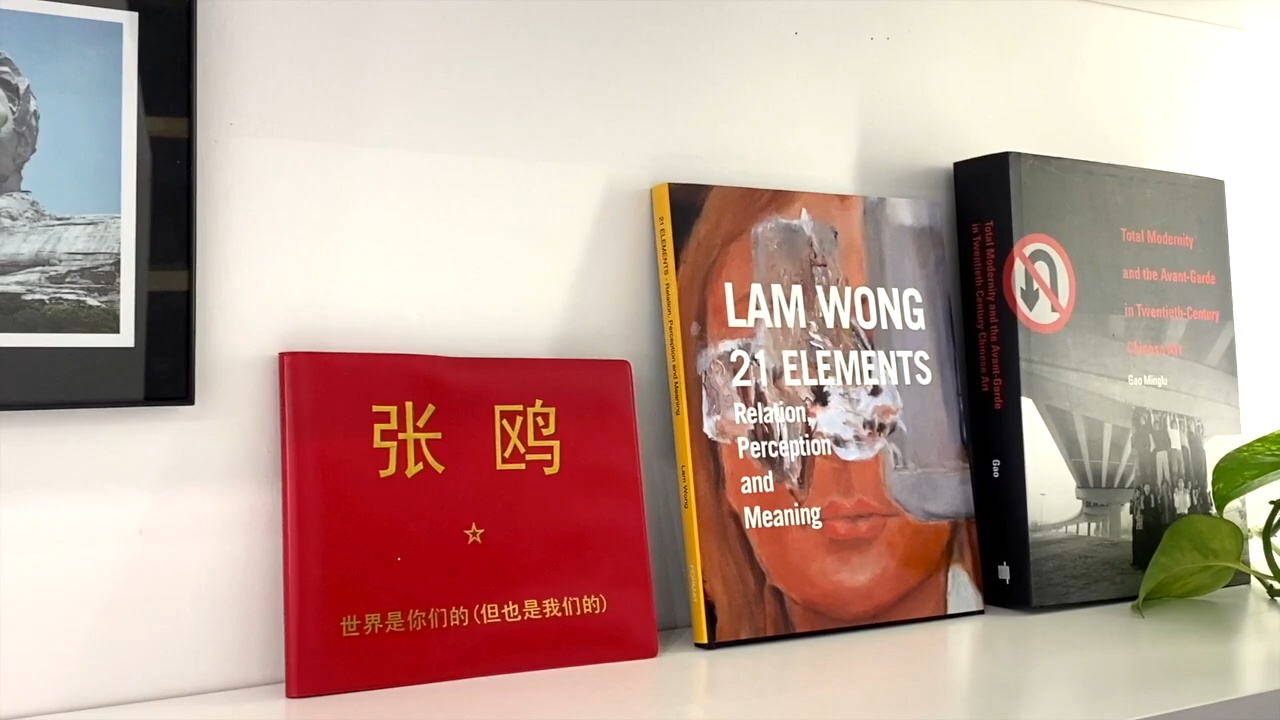 张 鸥
世界是你们的(但也是我们的)
21 ELEMENTS - Relation, Perception and Meaning
Lam Wong
LAM WONG
21 ELEMENTS
Relation,
Perception
and
Meaning
Total Modernity and the Avant-Garde
in Twentieth-Century Chinese Art
Gao
Total Modernity
and the Avant-Garde
in Twentieth-Century
Chinese Art
Gao Minglu